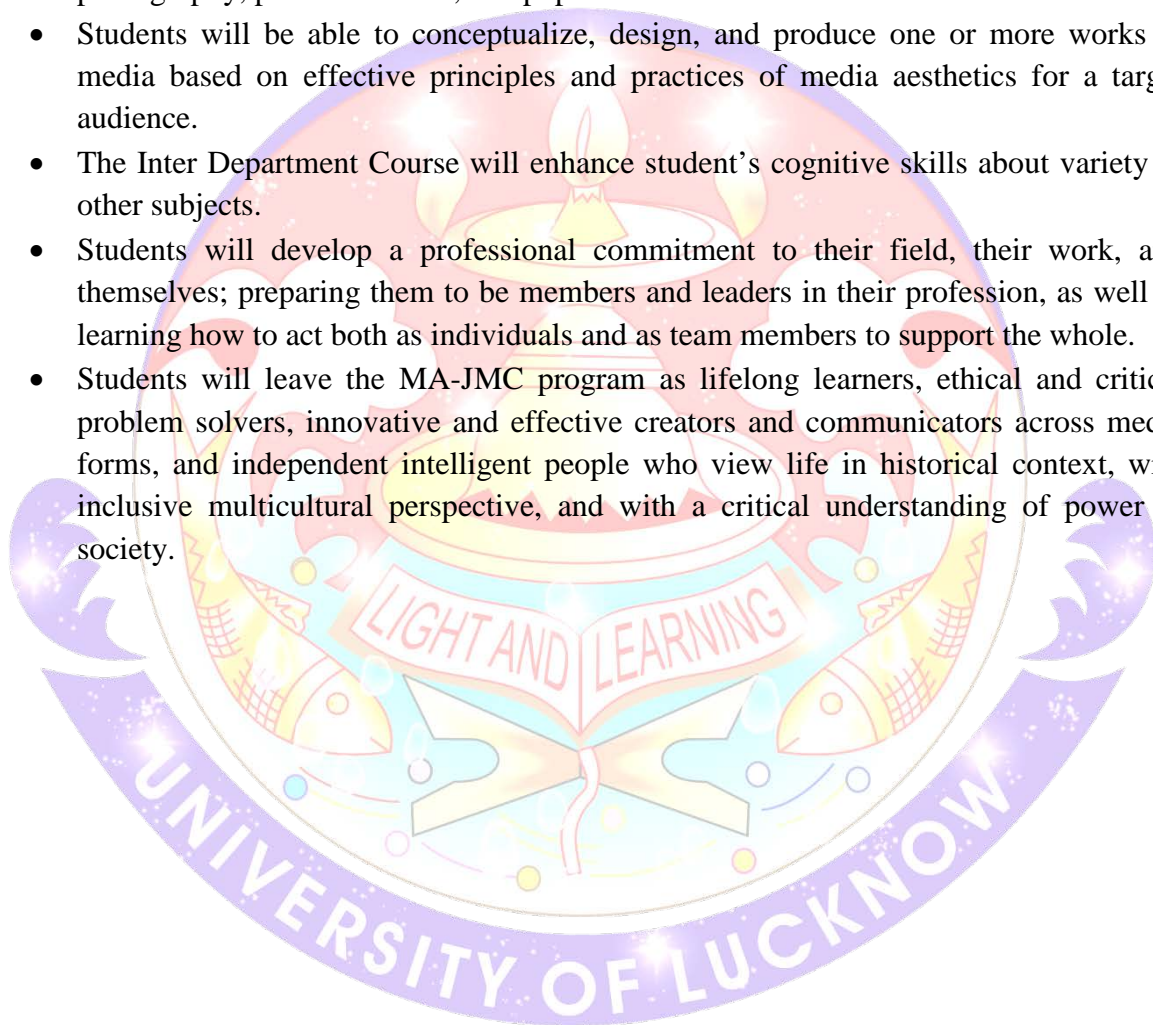 • Students will be able to conceptualize, design, and produce one or more works
media based on effective principles and practices of media aesthetics for a targ
audience.
• The Inter Department Course will enhance student’s cognitive skills about variety
other subjects.
• Students will develop a professional commitment to their field, their work, a
themselves; preparing them to be members and leaders in their profession, as well
learning how to act both as individuals and as team members to support the whole.
• Students will leave the MA-JMC program as lifelong learners, ethical and critic
problem solvers, innovative and effective creators and communicators across med
forms, and independent intelligent people who view life in historical context, wi
inclusive multicultural perspective, and with a critical understanding of power
society.
LIGHT AND LEARNING
UNIVERSITY OF LUCKNOW